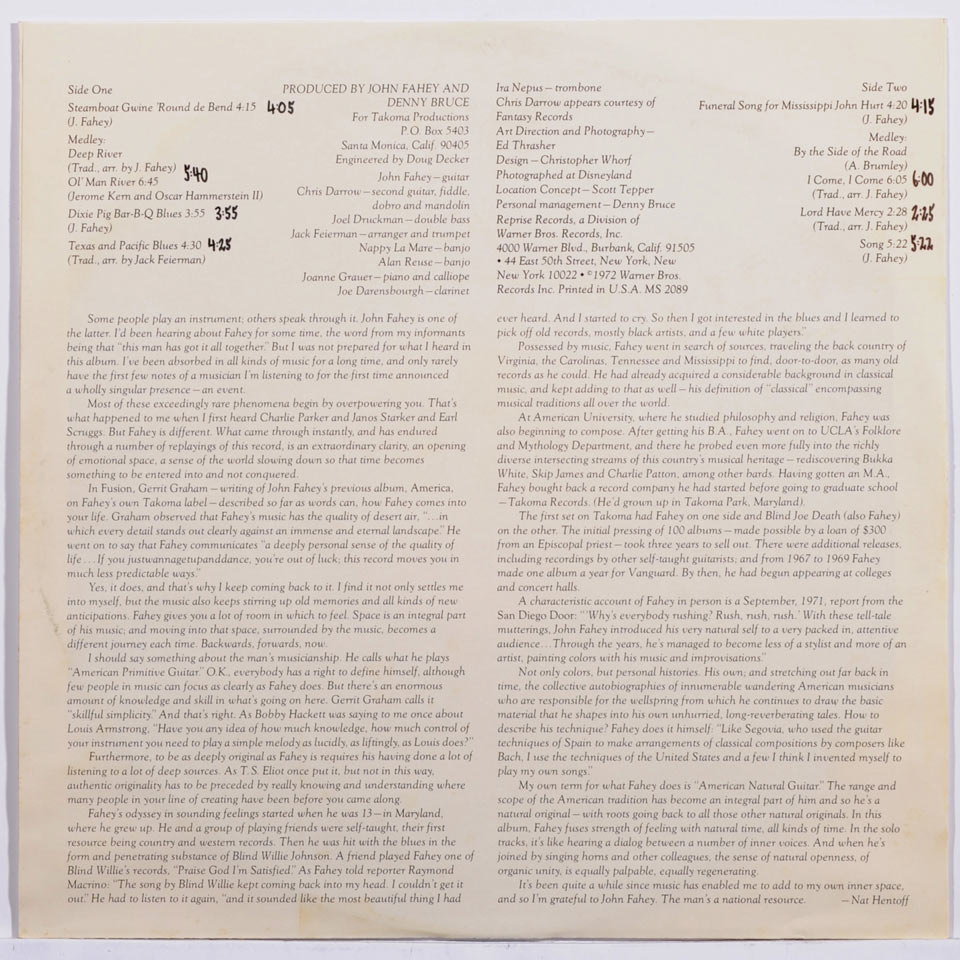 Side One
Steamboat Gwine 'Round de Bend 4:15 4:05
(J. Fahey)
Medley:
Deep River
(Trad., arr. by J. Fahey) 5:40
Ol' Man River 6:45
(Jerome Kern and Oscar Hammerstein II)
Dixie Pig Bar-B-Q Blues 3:55 3:55
(J. Fahey)
Texas and Pacific Blues 4:30 4:25
(Trad., arr. by Jack Feierman)
PRODUCED BY JOHN FAHEY AND
DENNY BRUCE
For Takoma Productions
P.O. Box 5403
Santa Monica, Calif. 90405
Engineered by Doug Decker
John Fahey—guitar
Chris Darrow—second guitar, fiddle,
dobro and mandolin
Joel Druckman—double bass
Jack Feierman—arranger and trumpet
Nappy La Mare—banjo
Alan Reuse—banjo
Joanne Grauer—piano and calliope
Joe Darensbourgh—clarinet
Ira Nepus—trombone
Chris Darrow appears courtesy of
Fantasy Records
Art Direction and Photography—
Ed Thrasher
Design—Christopher Whorf
Photographed at Disneyland
Location Concept—Scott Tepper
Personal management—Denny Bruce
Reprise Records, a Division of
Warner Bros. Records, Inc.
4000 Warner Blvd., Burbank, Calif. 91505
• 44 East 50th Street, New York, New
New York 10022 • ©1972 Warner Bros.
Records Inc. Printed in U.S.A. MS 2089
Side Two
Funeral Song for Mississippi John Hurt 4:20 4:15
(J. Fahey)
Medley:
By the Side of the Road
(A. Brumley)
I Come, I Come 6:05 6:00
(Trad., arr. J. Fahey)
Lord Have Mercy 2:28 2:25
(Trad., arr. J. Fahey)
Song 5:22 5:22
(J. Fahey)
Some people play an instrument; others speak through it. John Fahey is one of
the latter. I'd been hearing about Fahey for some time, the word from my informants
being that "this man has got it all together." But I was not prepared for what I heard in
this album. I've been absorbed in all kinds of music for a long time, and only rarely
have the first few notes of a musician I'm listening to for the first time announced
a wholly singular presence—an event.
Most of these exceedingly rare phenomena begin by overpowering you. That's
what happened to me when I first heard Charlie Parker and Janos Starker and Earl
Scruggs. But Fahey is different. What came through instantly, and has endured
through a number of replayings of this record, is an extraordinary clarity, an opening
of emotional space, a sense of the world slowing down so that time becomes
something to be entered into and not conquered.
In Fusion, Gerrit Graham—writing of John Fahey's previous album, America,
on Fahey's own Takoma label—described so far as words can, how Fahey comes into
your life. Graham observed that Fahey's music has the quality of desert air, "...in
which every detail stands out clearly against an immense and eternal landscape." He
went on to say that Fahey communicates "a deeply personal sense of the quality of
life...If you justwannagetupanddance, you're out of luck; this record moves you in
much less predictable ways."
Yes, it does, and that's why I keep coming back to it. I find it not only settles me
into myself, but the music also keeps stirring up old memories and all kinds of new
anticipations. Fahey gives you a lot of room in which to feel. Space is an integral part
of his music; and moving into that space, surrounded by the music, becomes a
different journey each time. Backwards, forwards, now.
I should say something about the man's musicianship. He calls what he plays
"American Primitive Guitar." O.K., everybody has a right to define himself, although
few people in music can focus as clearly as Fahey does. But there's an enormous
amount of knowledge and skill in what's going on here. Gerrit Graham calls it
"skillful simplicity." And that's right. As Bobby Hackett was saying to me once about
Louis Armstrong, "Have you any idea of how much knowledge, how much control of
your instrument you need to play a simple melody as lucidly, as liftingly, as Louis does?"
Furthermore, to be as deeply original as Fahey is requires his having done a lot of
listening to a lot of deep sources. As T.S. Eliot once put it, but not in this way,
authentic originality has to be preceded by really knowing and understanding where
many people in your line of creating have been before you came along.
Fahey's odyssey in sounding feelings started when he was 13—in Maryland,
where he grew up. He and a group of playing friends were self-taught, their first
resource being country and western records. Then he was hit with the blues in the
form and penetrating substance of Blind Willie Johnson. A friend played Fahey one of
Blind Willie's records, "Praise God I'm Satisfied." As Fahey told reporter Raymond
Macrino: "The song by Blind Willie kept coming back into my head. I couldn't get it
out." He had to listen to it again, "and it sounded like the most beautiful thing I had
ever heard. And I started to cry. So then I got interested in the blues and I learned to
pick off old records, mostly black artists, and a few white players."
Possessed by music, Fahey went in search of sources, traveling the back country of
Virginia, the Carolinas, Tennessee and Mississippi to find, door-to-door, as many old
records as he could. He had already acquired a considerable background in classical
music, and kept adding to that as well—his definition of "classical" encompassing
musical traditions all over the world.
At American University, where he studied philosophy and religion, Fahey was
also beginning to compose. After getting his B.A., Fahey went on to UCLA's Folklore
and Mythology Department, and there he probed even more fully into the richly
diverse intersecting streams of this country's musical heritage—rediscovering Bukka
White, Skip James and Charlie Patton, among other bards. Having gotten an M.A.,
Fahey bought back a record company he had started before going to graduate school
—Takoma Records. (He'd grown up in Takoma Park, Maryland).
The first set on Takoma had Fahey on one side and Blind Joe Death (also Fahey)
on the other. The initial pressing of 100 albums—made possible by a loan of $300
from an Episcopal priest—took three years to sell out. There were additional releases,
including recordings by other self-taught guitarists; and from 1967 to 1969 Fahey
made one album a year for Vanguard. By then, he had begun appearing at colleges
and concert halls.
A characteristic account of Fahey in person is a September, 1971, report from the
San Diego Door: "'Why's everybody rushing? Rush, rush, rush.' With these tell-tale
mutterings, John Fahey introduced his very natural self to a very packed in, attentive
audience...Through the years, he's managed to become less of a stylist and more of an
artist, painting colors with his music and improvisations."
Not only colors, but personal histories. His own; and stretching out far back in
time, the collective autobiographies of innumerable wandering American musicians
who are responsible for the wellspring from which he continues to draw the basic
material that he shapes into his own unhurried, long-reverberating tales. How to
describe his technique? Fahey does it himself: "Like Segovia, who used the guitar
techniques of Spain to make arrangements of classical compositions by composers like
Bach, I use the techniques of the United States and a few I think I invented myself to
play my own songs."
My own term for what Fahey does is "American Natural Guitar." The range and
scope of the American tradition has become an integral part of him and so he's a
natural original—with roots going back to all those other natural originals. In this
album, Fahey fuses strength of feeling with natural time, all kinds of time. In the solo
tracks, it's like hearing a dialog between a number of inner voices. And when he's
joined by singing horns and other colleagues, the sense of natural openness, of
organic unity, is equally palpable, equally regenerating.
It's been quite a while since music has enabled me to add to my own inner space,
and so I'm grateful to John Fahey. The man's a national resource. —Nat Hentoff